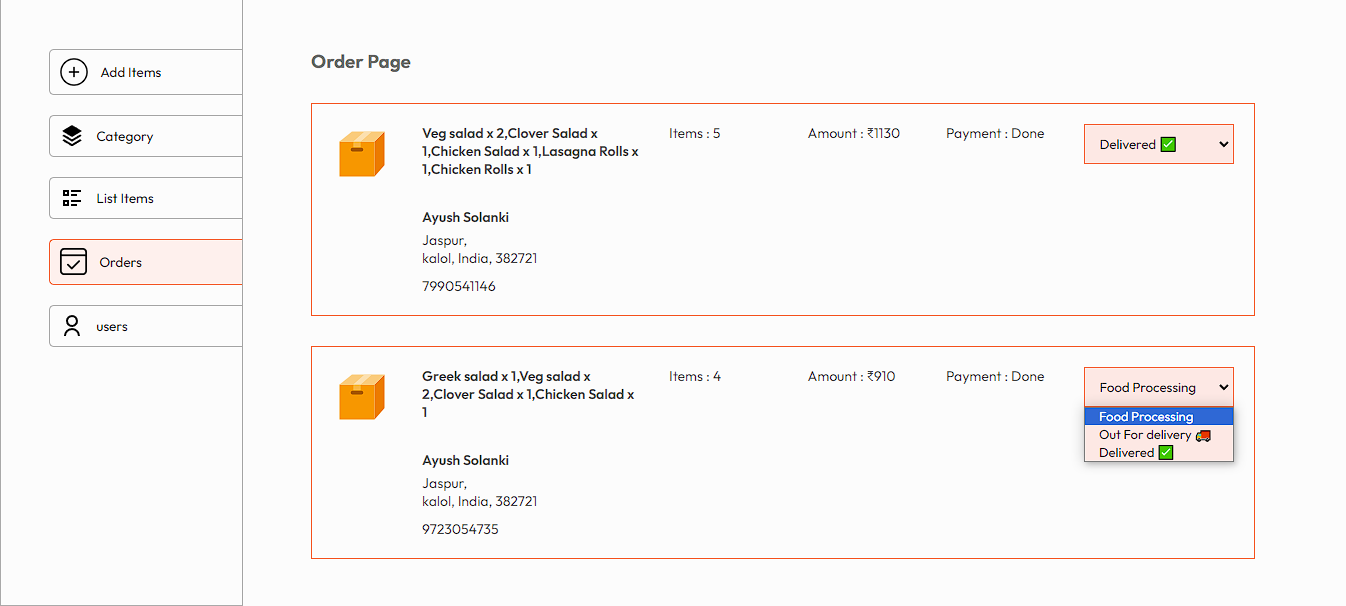 Add Items
Category
List Items
Orders
users
Order Page
Veg salad x 2,Clover Salad x
1,Chicken Salad x 1,Lasagna Rolls x
1,Chicken Rolls x 1
Items : 5
Amount : ₹1130
Payment : Done
Delivered ✅
Ayush Solanki
Jaspur,
kalol, India, 382721
7990541146
Greek salad x 1,Veg salad x
2,Clover Salad x 1,Chicken Salad x
1
Items : 4
Amount : ₹910
Payment : Done
Food Processing
Food Processing
Out For delivery 🚚
Delivered ✅
Ayush Solanki
Jaspur,
kalol, India, 382721
9723054735